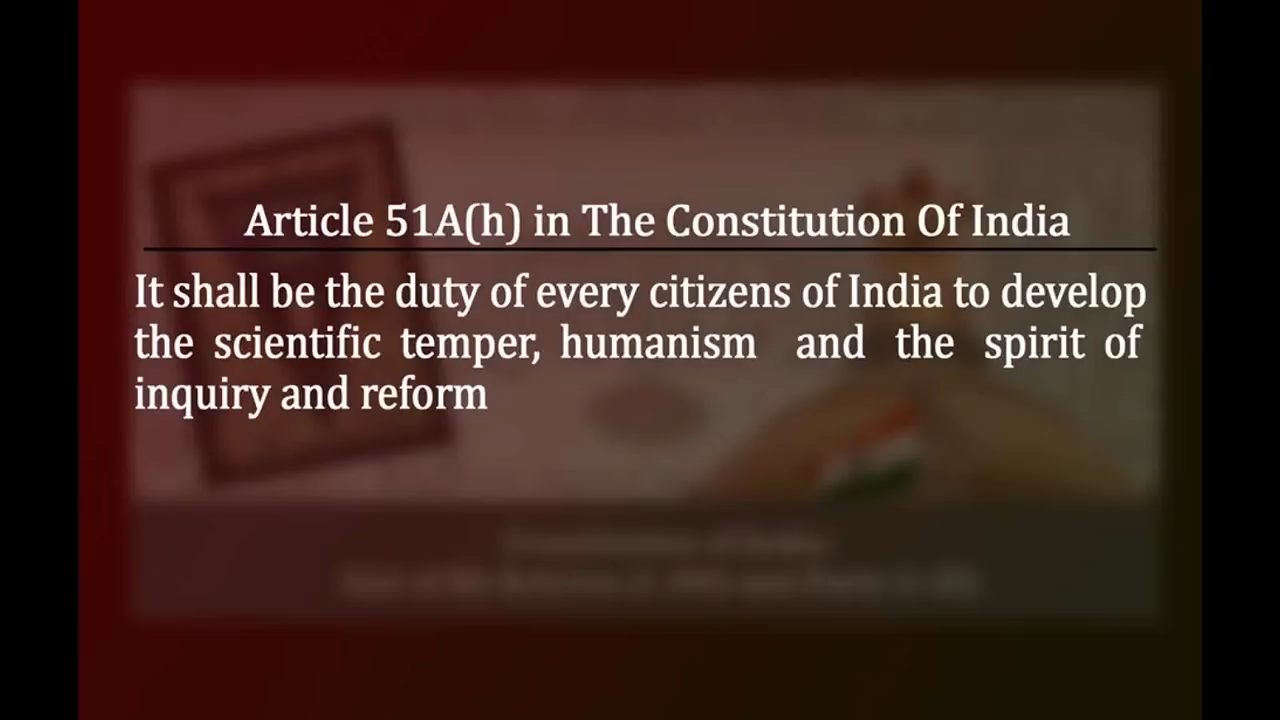 Article 51A(h) in The Constitution Of India
It shall be the duty of every citizens of India to develop
the scientific temper, humanism and the spirit of
inquiry and reform